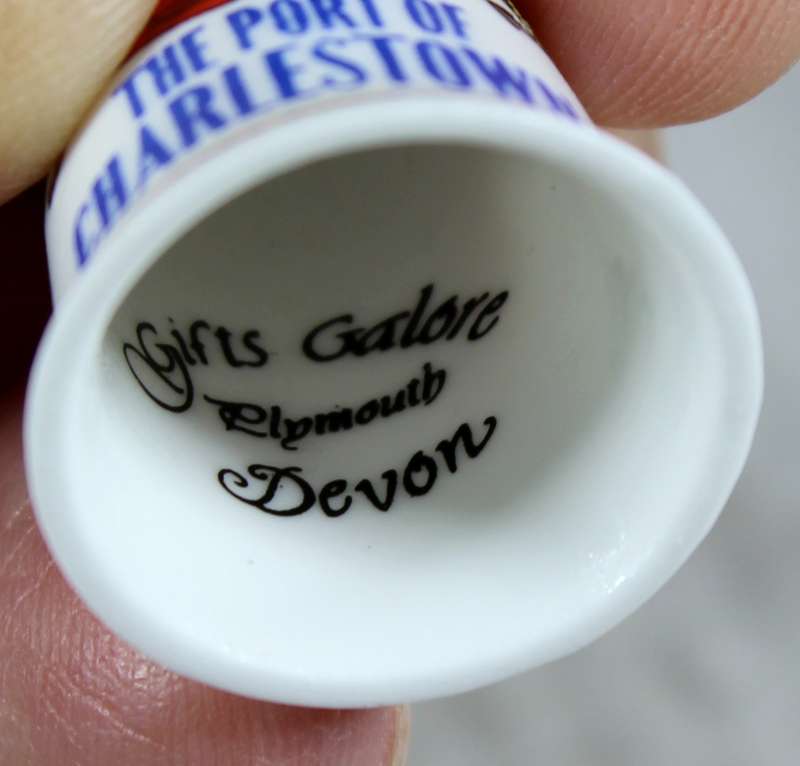 THE PORT OF
CHARLESTOWN
Gifts Galore
Plymouth
Devon